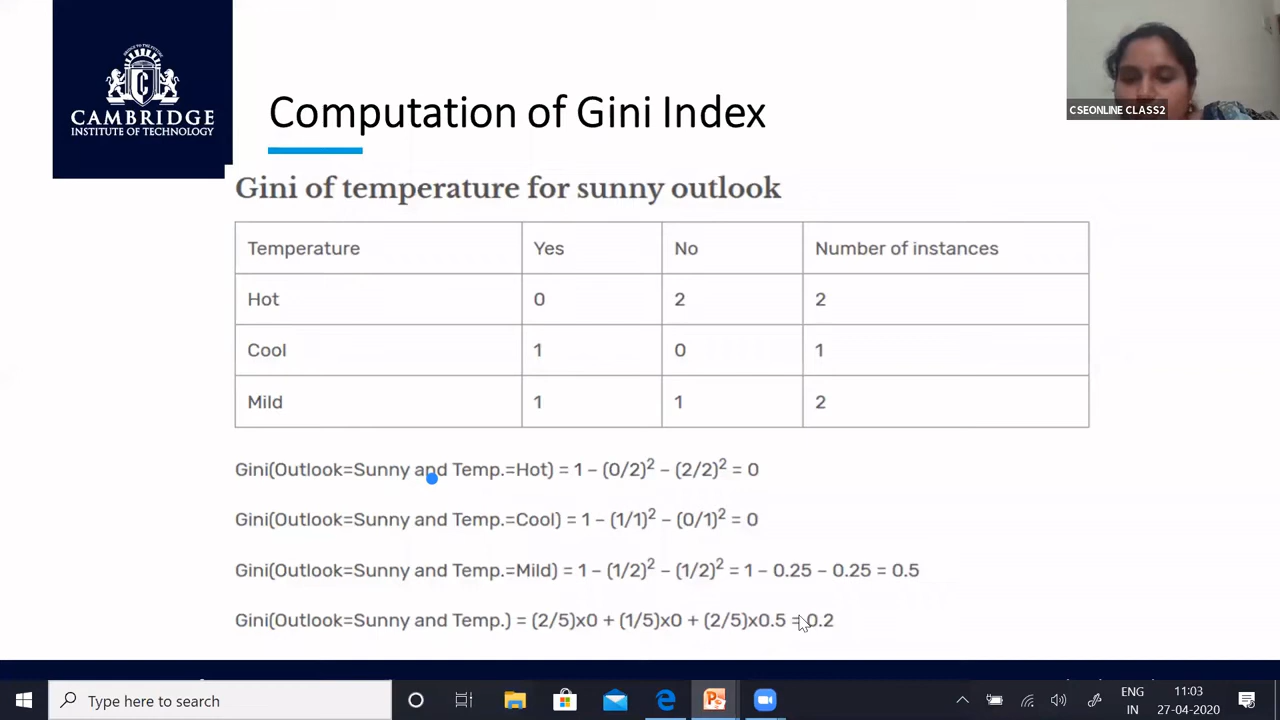 CAMBRIDGE
INSTITUTE OF TECHNOLOGY
CSEONLINE CLASS2
Computation of Gini Index
Gini of temperature for sunny outlook
Temperature Yes No Number of instances
Hot 0 2 2
Cool 1 0 1
Mild 1 1 2
Gini(Outlook=Sunny and Temp.=Hot) = 1 – (0/2)² – (2/2)² = 0
Gini(Outlook=Sunny and Temp.=Cool) = 1 – (1/1)² – (0/1)² = 0
Gini(Outlook=Sunny and Temp.=Mild) = 1 – (1/2)² – (1/2)² = 1 – 0.25 – 0.25 = 0.5
Gini(Outlook=Sunny and Temp.) = (2/5)x0 + (1/5)x0 + (2/5)x0.5 = 0.2
Type here to search
ENG
IN
11:03
27-04-2020